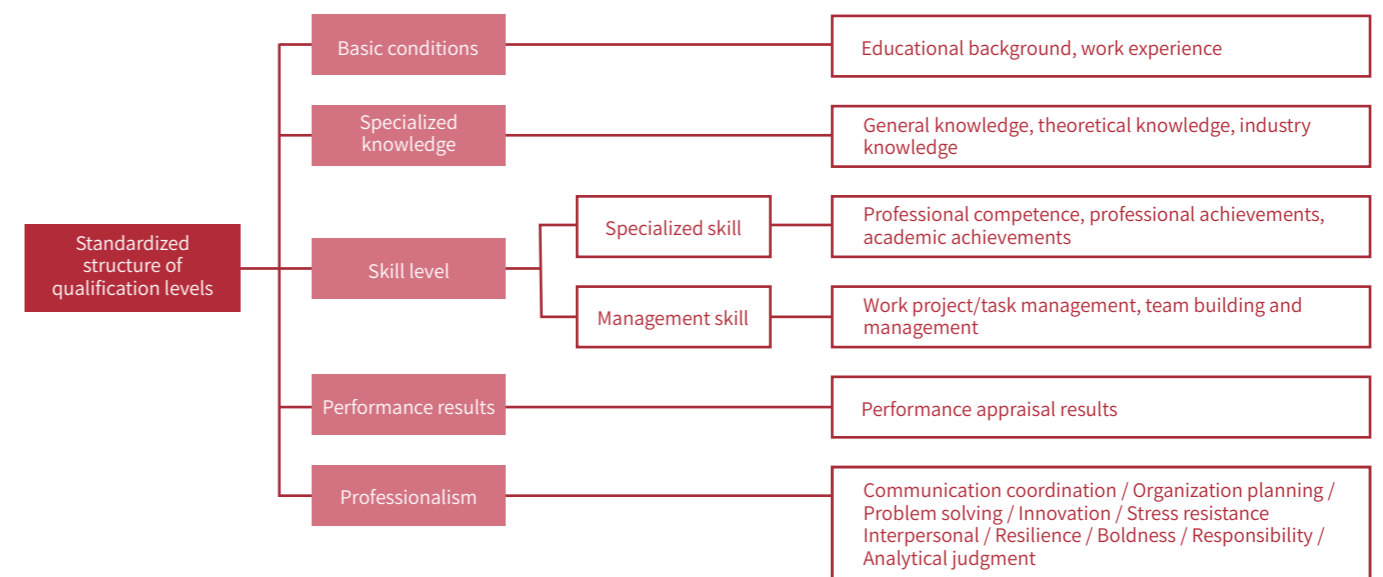 Standardized
structure of
qualification levels
Basic conditions
Educational background, work experience
Specialized
knowledge
General knowledge, theoretical knowledge, industry
knowledge
Skill level
Specialized skill
Professional competence, professional achievements,
academic achievements
Management skill
Work project/task management, team building and
management
Performance results
Performance appraisal results
Professionalism
Communication coordination / Organization planning /
Problem solving / Innovation / Stress resistance
Interpersonal / Resilience / Boldness / Responsibility /
Analytical judgment